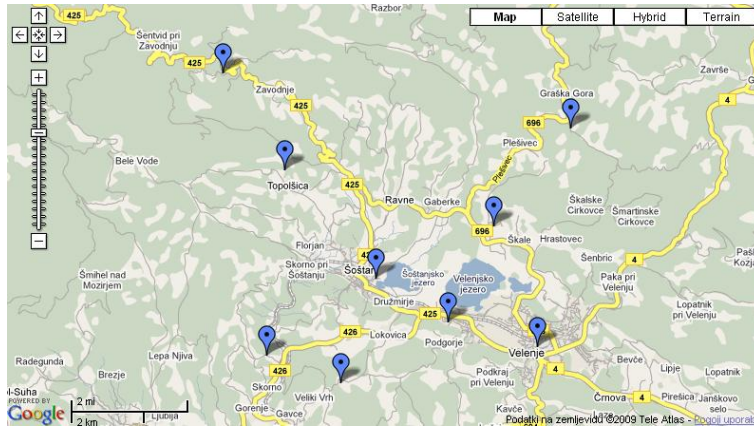 Razbor
Map
Satellite
Hybrid
Terrain
425
Šentvid pri
Zavodnju
425
Zavodnje
425
Graška Gora
Završe
4
696
Plešivec
Plešivec
Bele Vode
Topolšica
425
Ravne
Gaberke
Škalske
Cirkovce
Šmartinske
Cirkovce
696
Škale
Hrastovec
Florjan
Skorno pri
Šoštanju
Šoštanj
Šoštanjsko
jezero
Velenjsko
jezero
Šenbric
4
Paka pri
Velenju
Šmihel nad
Mozirjem
Družmirje
425
Lopatnik
pri Velenju
426
Lokovica
Podgorje
Velenje
Lepa Njiva
Radegunda
Brezje
426
Skorno
Podkraj
pri Velenju
Bevče
Lipje
Lopatnik
Veliki Vrh
Gorenje
Gavce
Ljubija
Kavče
4
Črnova
Pirešica
Janškovo
selo
2 mi
2 km
POWERED BY
Google
Podatki na zemljevidu ©2009 Tele Atlas -